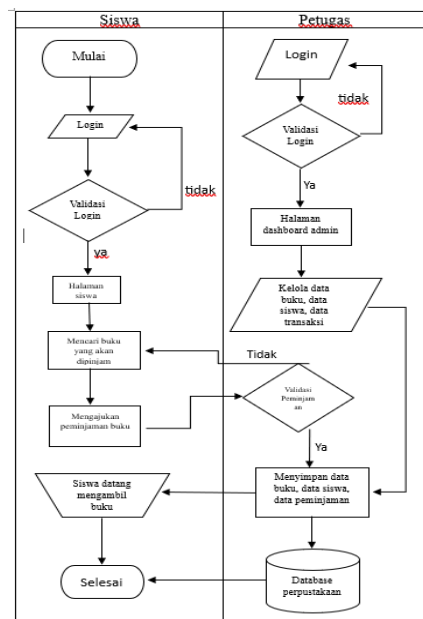 Siswa
Petugas
Mulai
Login
Validasi
Login
tidak
ya
Halaman
siswa
Mencari buku
yang akan
dipinjam
Mengajukan
peminjaman buku
Siswa datang
mengambil
buku
Selesai
Login
tidak
Validasi
Login
Ya
Halaman
dashboard admin
Kelola data
buku, data
siswa, data
transaksi
Tidak
Validasi
Peminjam
an
Ya
Menyimpan data
buku, data siswa,
data peminjaman
Database
perpustakaan